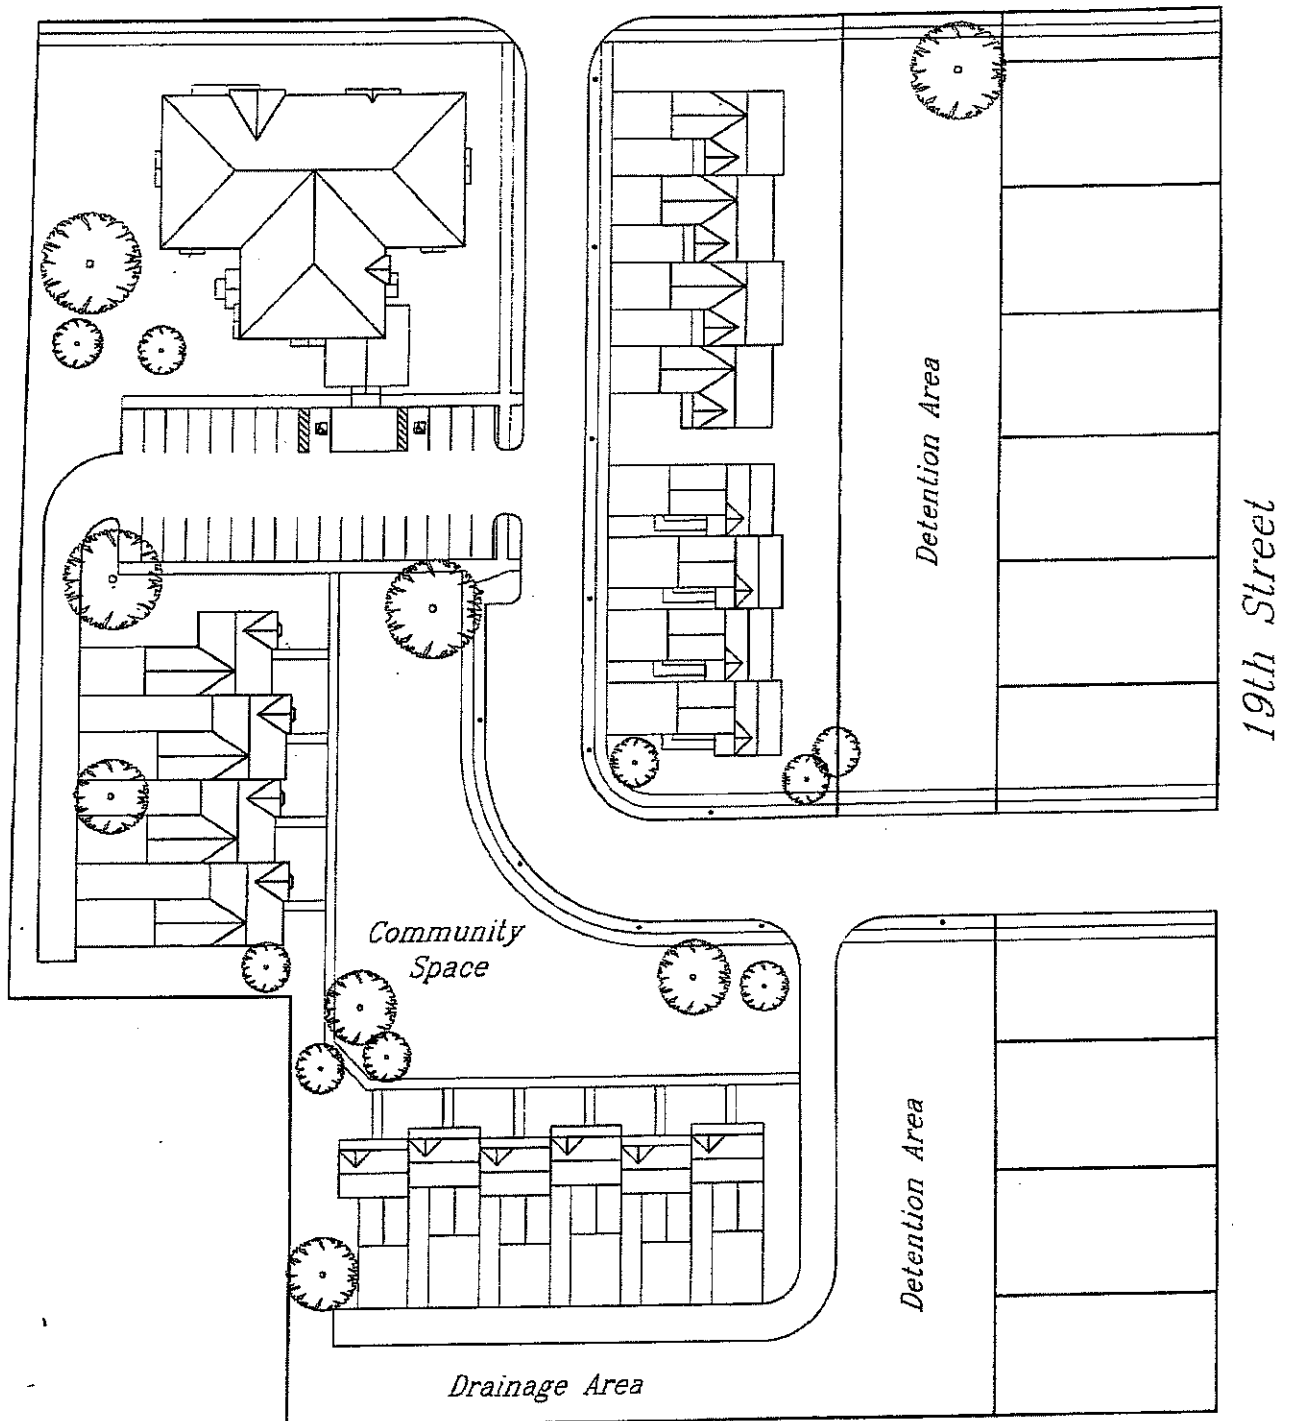 Detention Area
19th Street
Community
Space
Detention Area
Drainage Area